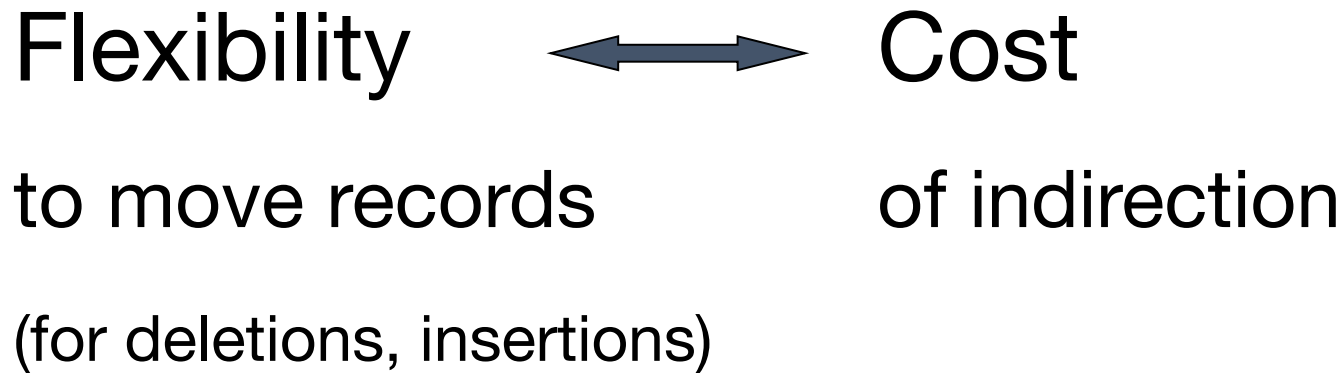 Flexibility Cost
to move records of indirection
(for deletions, insertions)